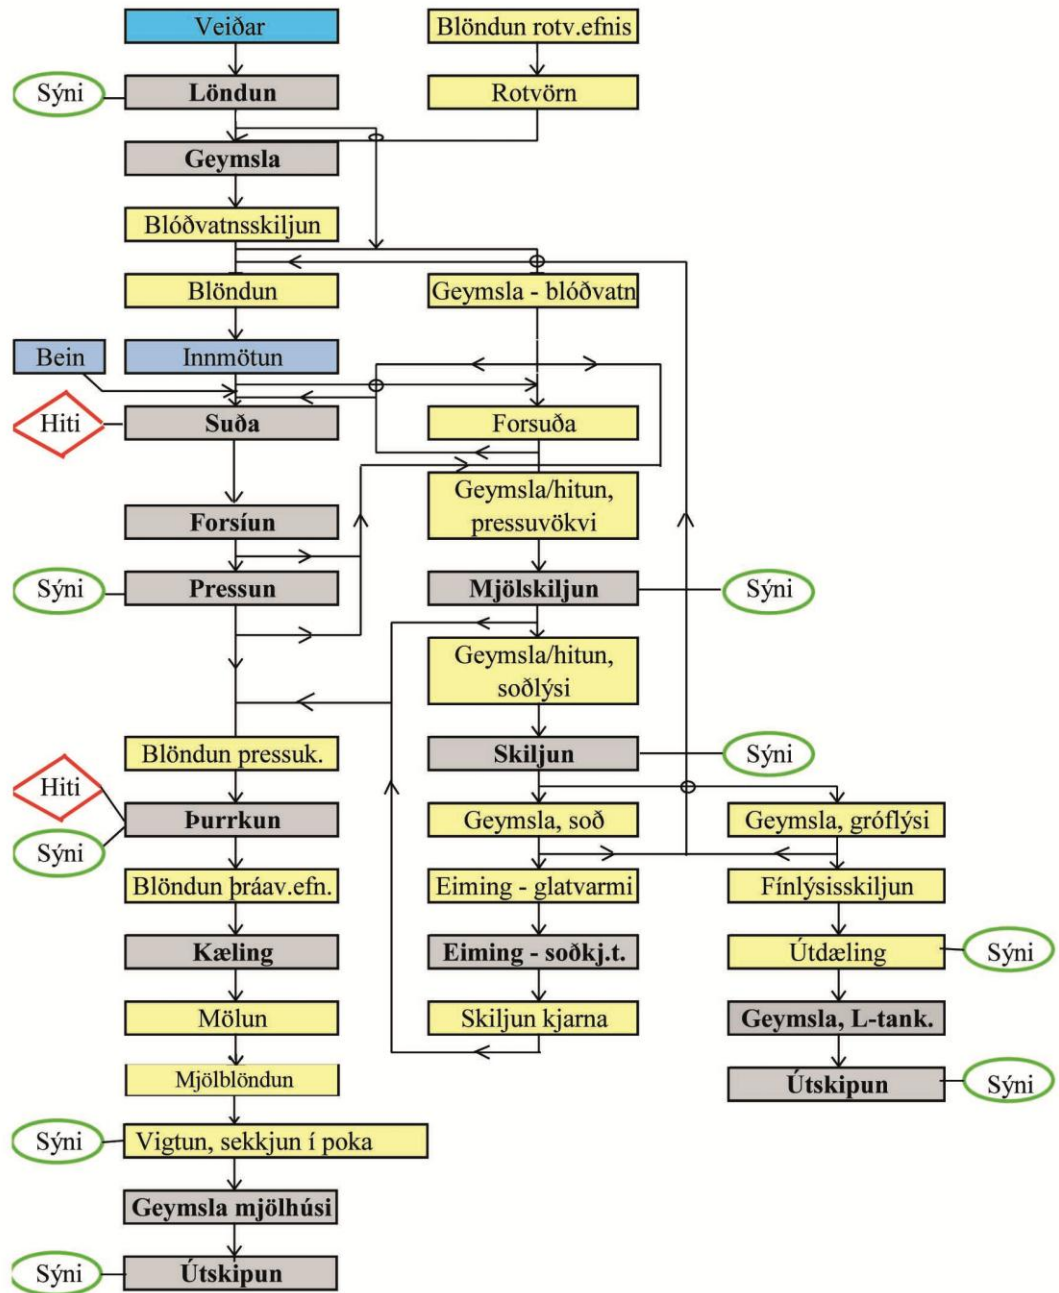 Veiðar
Blöndun rotv.efnis
Sýni
Löndun
Rotvörn
Geymsla
Blóðvatnsskiljun
Blöndun
Geymsla - blóðvatn
Bein
Innmötun
Hiti
Suða
Forsuða
Geymsla/hitun,
pressuvökvi
Forsíun
Sýni
Pressun
Mjölskiljun
Sýni
Geymsla/hitun,
soðlýsi
Blöndun pressuk.
Skiljun
Sýni
Hiti
Þurrkun
Sýni
Geymsla, soð
Geymsla, gróflýsi
Blöndun þráav.efn.
Eiming - glatvarmi
Fínlýsisskiljun
Kæling
Eiming - soðkj.t.
Útdæling
Sýni
Mölun
Skiljun kjarna
Geymsla, L-tank.
Mjölblöndun
Útskipun
Sýni
Sýni
Vigtun, sekkjun í poka
Geymsla mjölhúsi
Sýni
Útskipun